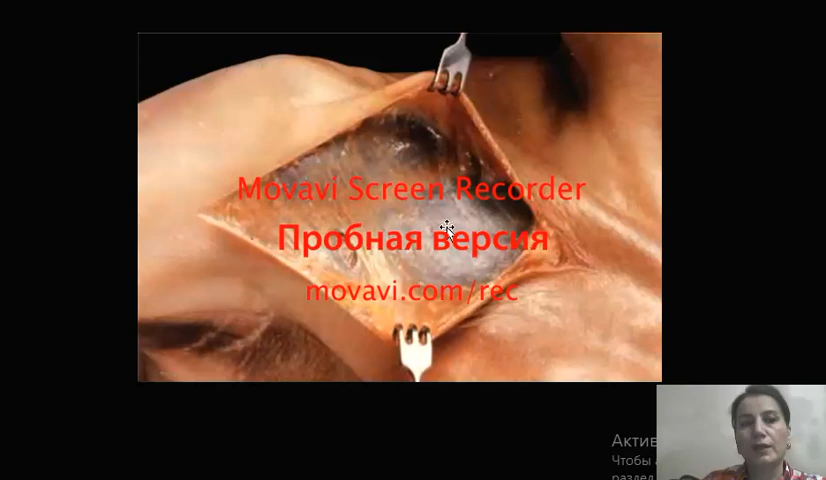 Movavi Screen Recorder
Пробная версия
movavi.com/rec
Актив
Чтобы
раздел